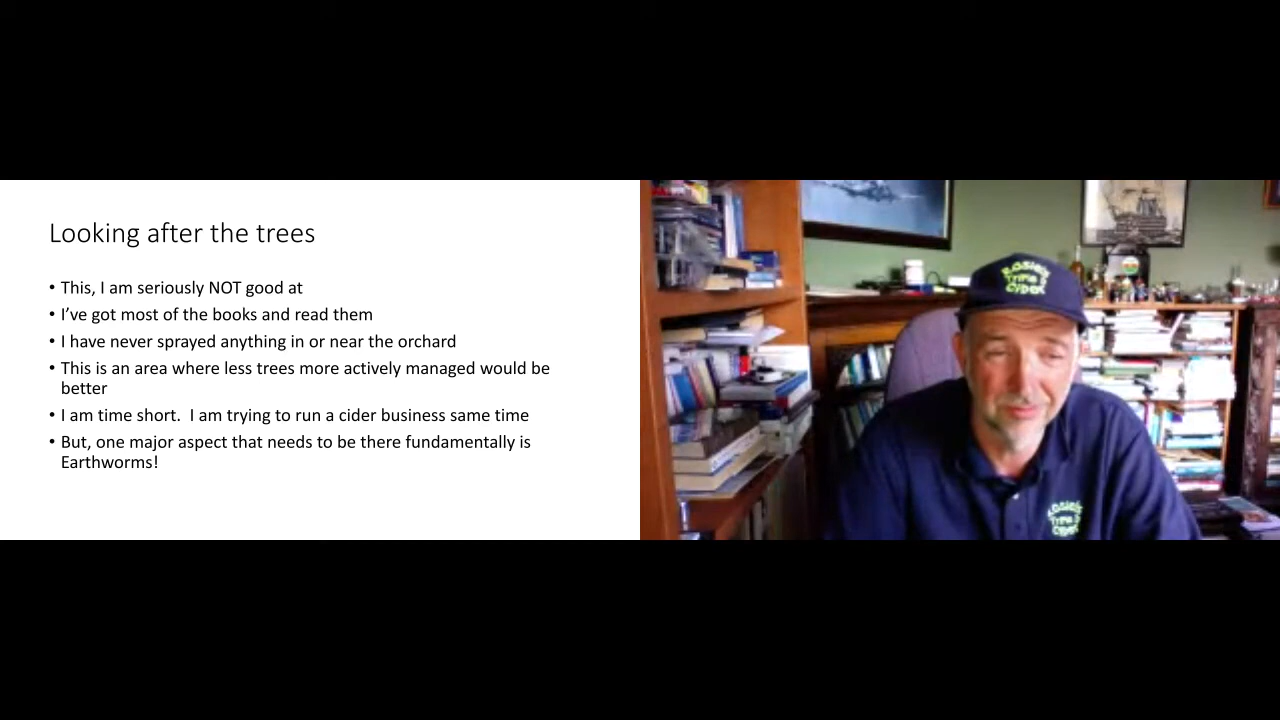 Looking after the trees
• This, I am seriously NOT good at
• I’ve got most of the books and read them
• I have never sprayed anything in or near the orchard
• This is an area where less trees more actively managed would be
better
• I am time short.  I am trying to run a cider business same time
• But, one major aspect that needs to be there fundamentally is
Earthworms!